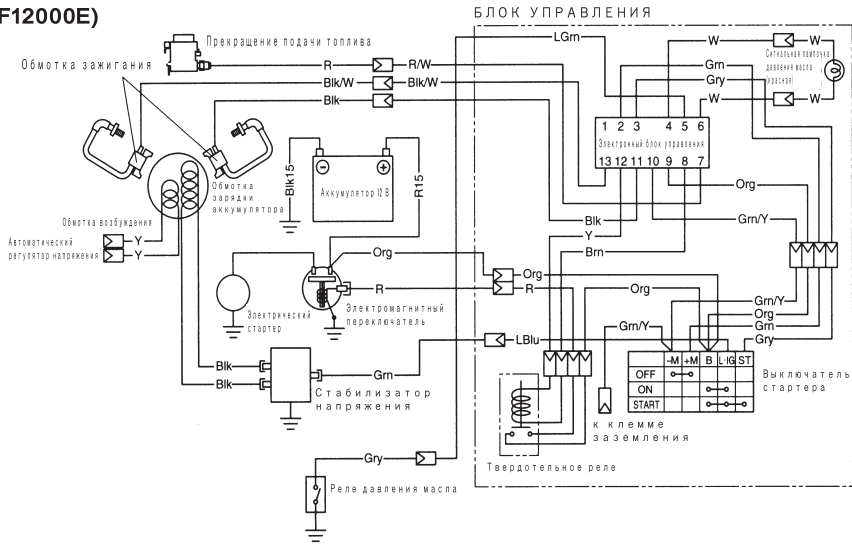 F12000E)
БЛОК УПРАВЛЕНИЯ
Прекращение подачи топлива
Обмотка зажигания
R
R/W
Blk/W
Blk/W
Blk
LGrn
W
W
Grn
Gry
W
W
Сигнальная лампочка
давления масла
(красная)
1 2 3 4 5 6
Электронный блок управления
13 12 11 10 9 8 7
Обмотка
зарядки
аккумулятора
Blk15
Аккумулятор 12 В
R15
Обмотка возбуждения
Автоматический
регулятор напряжения
Y
Y
Org
Grn/Y
Blk
Y
Brn
Org
R
Org
R
Org
Электрический
стартер
Электромагнитный
переключатель
Grn/Y
Org
Grn
Gry
Grn/Y
LBlu
Blk
Blk
Grn
Стабилизатор
напряжения
-M +M B L·IG ST
OFF
ON
START
Выключатель
стартера
к клемме
заземления
Твердотельное реле
Gry
Реле давления масла